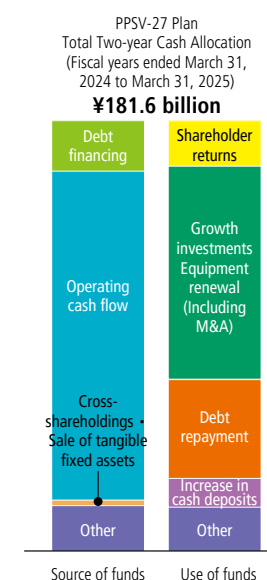 PPSV-27 Plan
Total Two-year Cash Allocation
(Fiscal years ended March 31,
2024 to March 31, 2025)
¥181.6 billion
Debt
financing
Operating
cash flow
Cross-
shareholdings・
Sale of tangible
fixed assets
Other
Shareholder
returns
Growth
investments
Equipment
renewal
(Including
M&A)
Debt
repayment
Increase in
cash deposits
Other
Source of funds
Use of funds